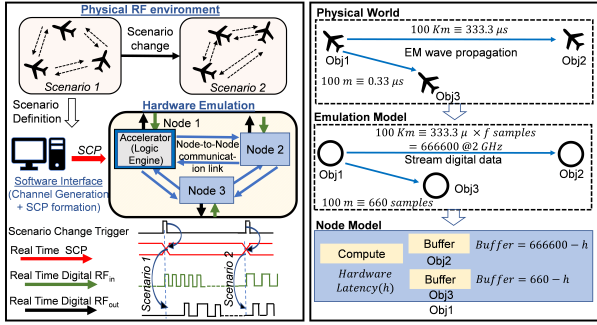 Physical RF environment
Scenario
change
Scenario 1
Scenario 2
Scenario
Definition
Hardware Emulation
Node 1
Accelerator
(Logic
Engine)
Node-to-Node
communicat-
ion link
Node 2
Node 3
SCP
Software Interface
(Channel Generation
+ SCP formation)
Scenario Change Trigger
Real Time SCP
Real Time Digital RFin
Real Time Digital RFout
Scenario 1
Scenario 2
Physical World
100 Km ≡ 333.3 μs
Obj1
EM wave propagation
Obj2
100 m ≡ 0.33 μs
Obj3
Emulation Model
100 Km ≡ 333.3 μ × f samples
= 666600 @2 GHz
Obj1
Stream digital data
Obj2
Obj3
100 m ≡ 660 samples
Node Model
Compute
Buffer
Buffer = 666600 − h
Obj2
Hardware
Latency(h)
Buffer
Buffer = 660 − h
Obj3
Obj1